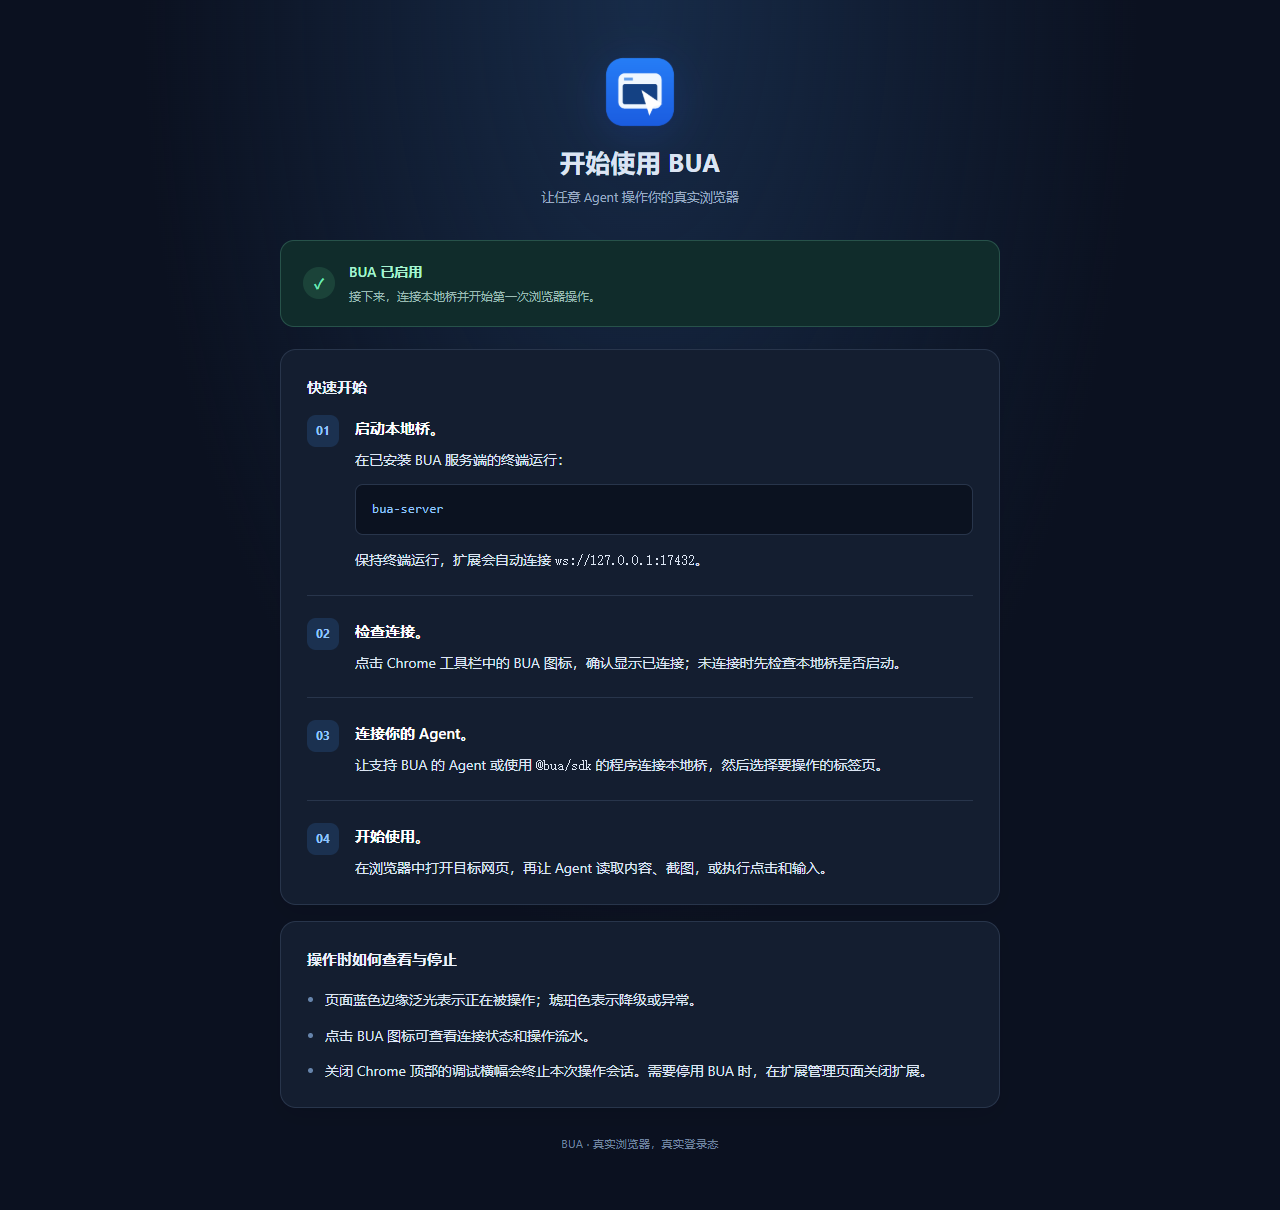 开始使用 BUA
让任意 Agent 操作你的真实浏览器
✓
BUA 已启用
接下来，连接本地桥并开始第一次浏览器操作。
快速开始
01
启动本地桥。
在已安装 BUA 服务端的终端运行：
bua-server
保持终端运行，扩展会自动连接 ws://127.0.0.1:17432。
02
检查连接。
点击 Chrome 工具栏中的 BUA 图标，确认显示已连接；未连接时先检查本地桥是否启动。
03
连接你的 Agent。
让支持 BUA 的 Agent 或使用 @bua/sdk 的程序连接本地桥，然后选择要操作的标签页。
04
开始使用。
在浏览器中打开目标网页，再让 Agent 读取内容、截图，或执行点击和输入。
操作时如何查看与停止
• 页面蓝色边缘泛光表示正在被操作；琥珀色表示降级或异常。
• 点击 BUA 图标可查看连接状态和操作流水。
• 关闭 Chrome 顶部的调试横幅会终止本次操作会话。需要停用 BUA 时，在扩展管理页面关闭扩展。
BUA · 真实浏览器，真实登录态